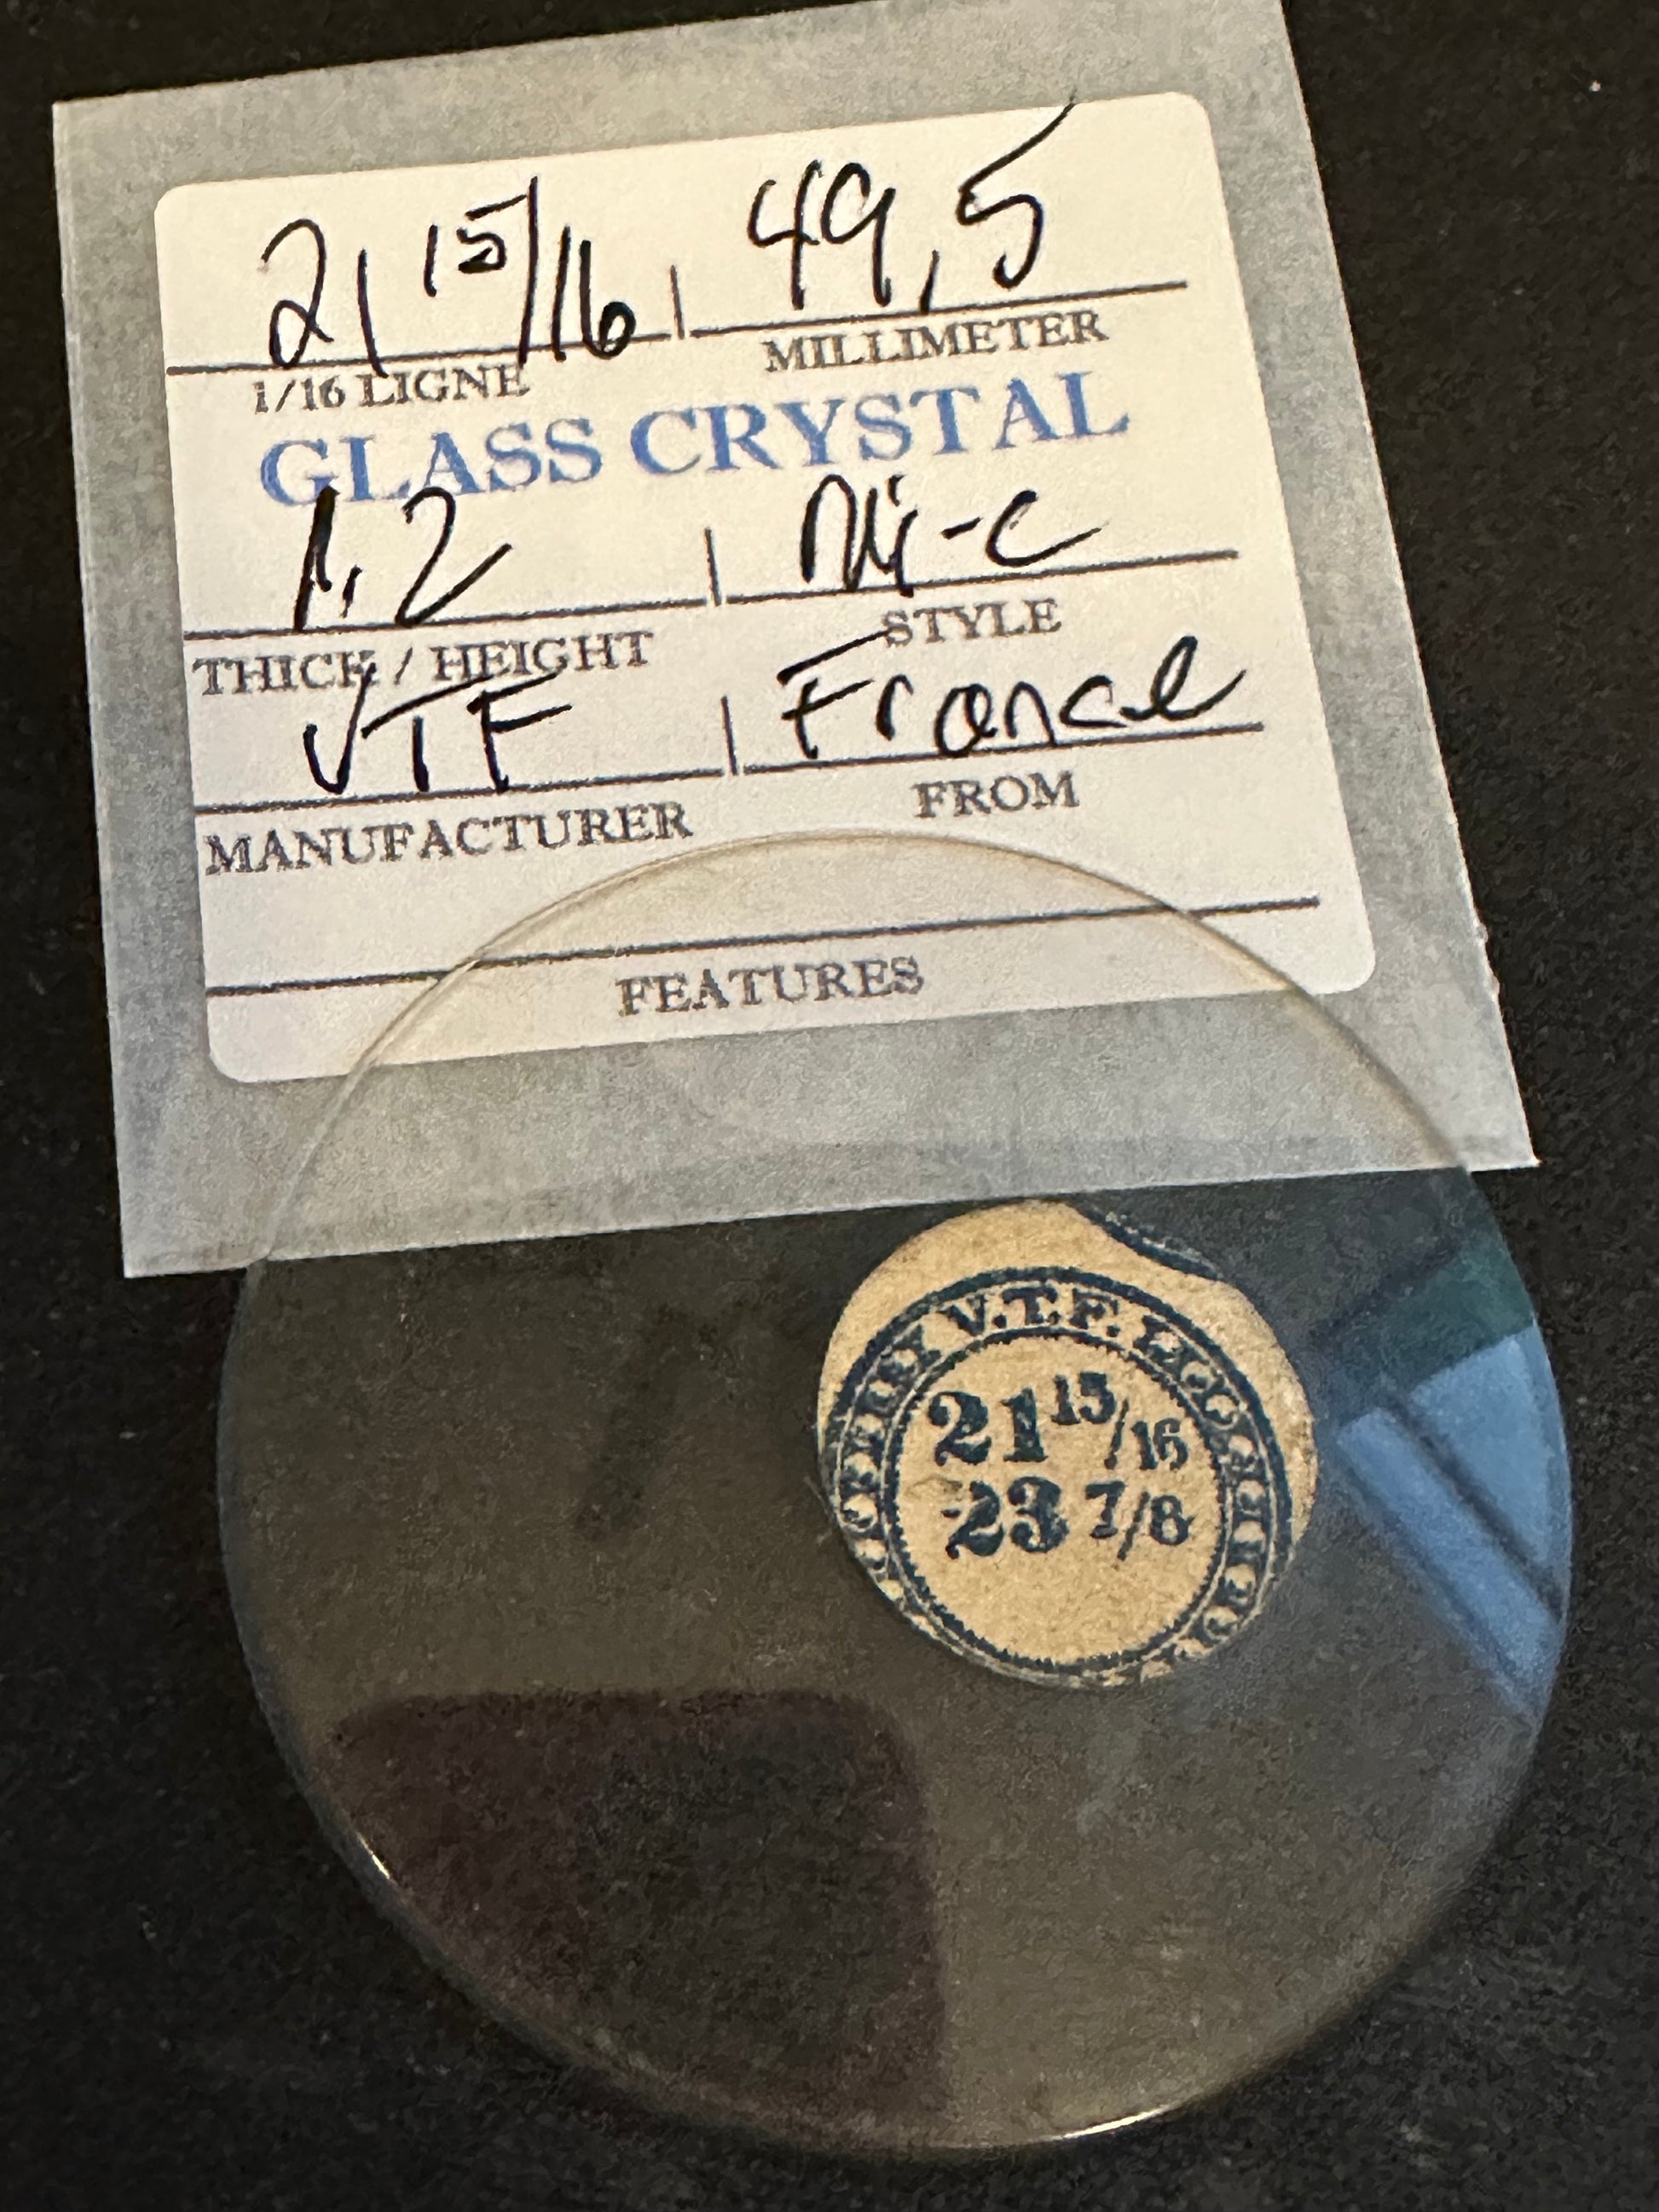 21 15/16 49,5
1/16 LIGNE MILLIMETER
GLASS CRYSTAL
1.2 Mi-c
THICK / HEIGHT STYLE
VTF France
MANUFACTURER FROM
FEATURES
V.T.F.
21 15/16
23 7/8